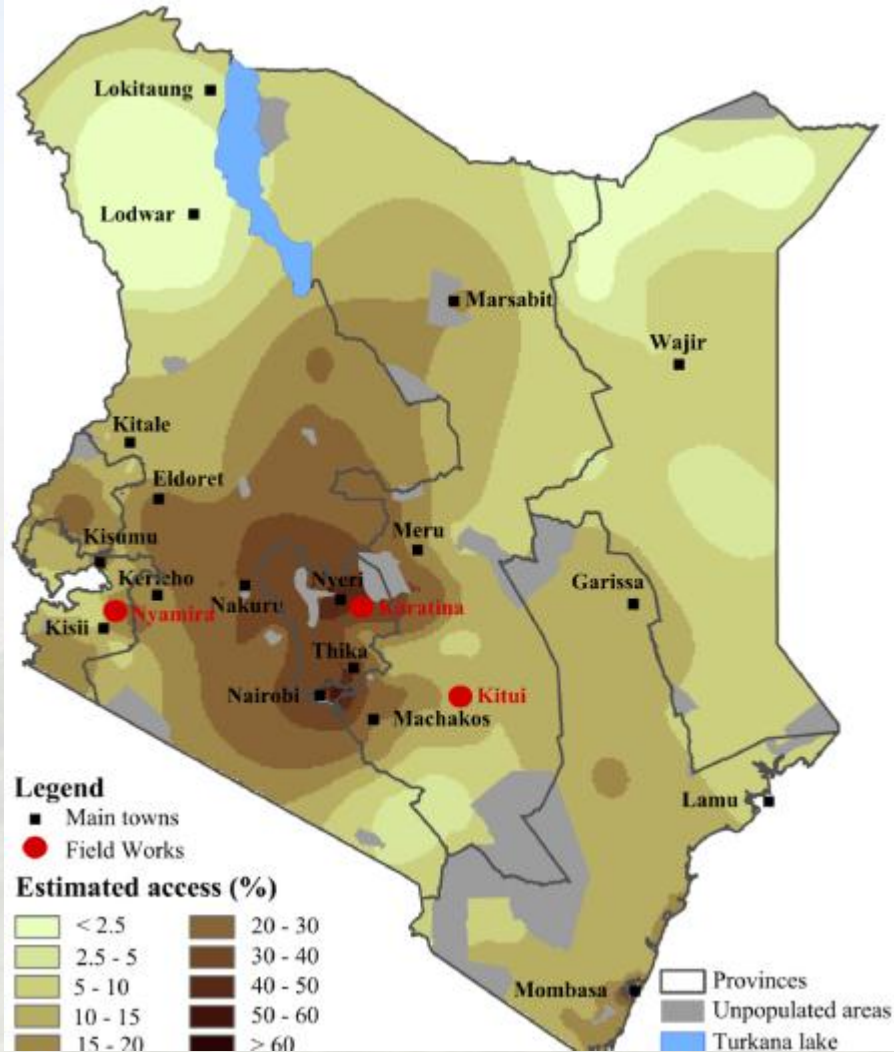 Lokitaung
Lodwar
Marsabit
Wajir
Kitale
Eldoret
Kisumu
Meru
Kericho
Nyeri
Garissa
Nyamira
Nakuru
Karatina
Kisii
Thika
Nairobi
Kitui
Machakos
Lamu
Mombasa
Legend
Main towns
Field Works
Estimated access (%)
< 2.5
2.5 - 5
5 - 10
10 - 15
15 - 20
20 - 30
30 - 40
40 - 50
50 - 60
> 60
Provinces
Unpopulated areas
Turkana lake